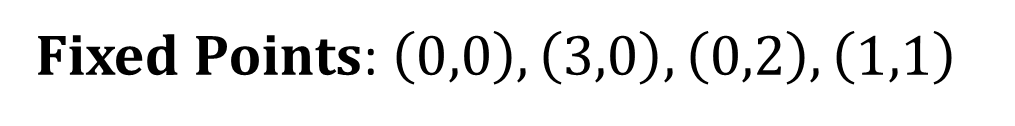 Fixed Points: (0,0), (3,0), (0,2), (1,1)